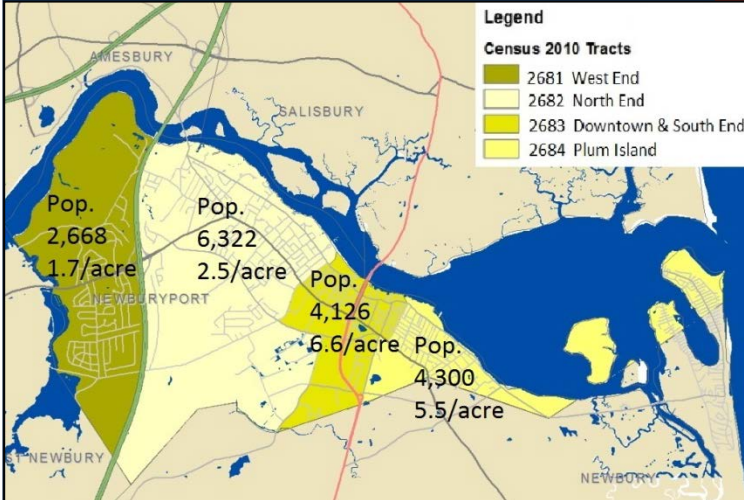 Legend
Census 2010 Tracts
2681 West End
2682 North End
2683 Downtown & South End
2684 Plum Island
AMESBURY
SALISBURY
Pop.
2,668
1.7/acre
Pop.
6,322
2.5/acre
NEWBURYPORT
Pop.
4,126
6.6/acre
Pop.
4,300
5.5/acre
ST NEWBURY
NEWBURY